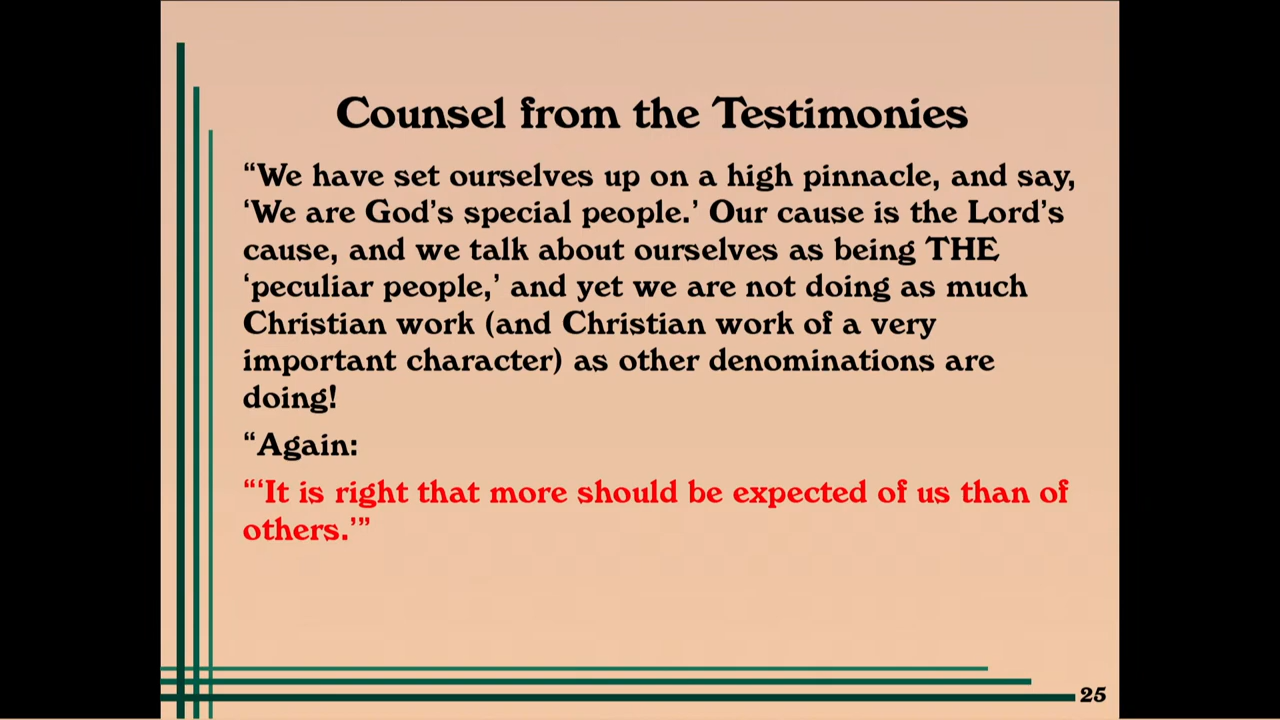 Counsel from the Testimonies
“We have set ourselves up on a high pinnacle, and say,
‘We are God’s special people.’ Our cause is the Lord’s
cause, and we talk about ourselves as being THE
‘peculiar people,’ and yet we are not doing as much
Christian work (and Christian work of a very
important character) as other denominations are
doing!
“Again:
“‘It is right that more should be expected of us than of
others.’”
25